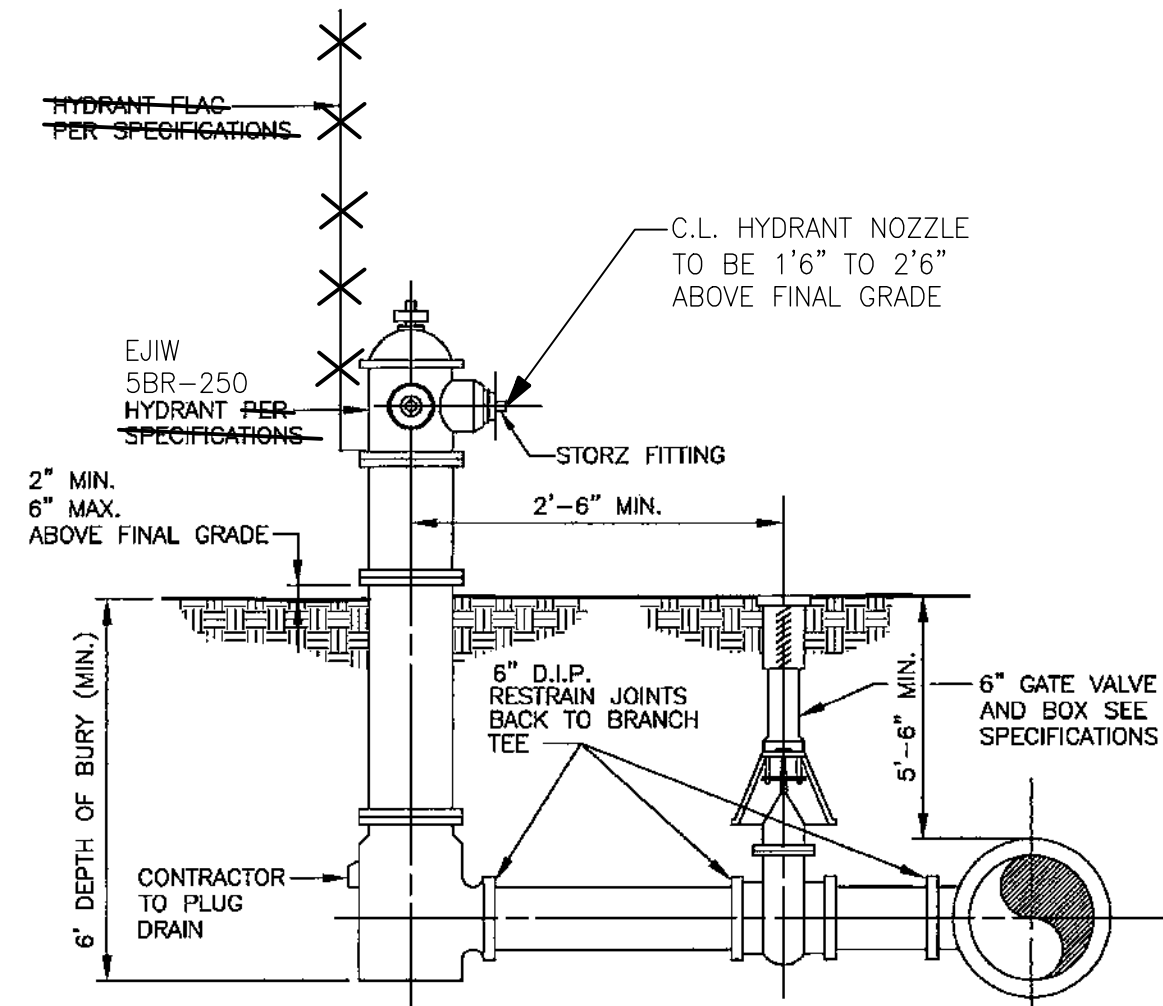 HYDRANT FLAG
PER SPECIFICATIONS
C.L. HYDRANT NOZZLE
TO BE 1'6" TO 2'6"
ABOVE FINAL GRADE
EJIW
5BR-250
HYDRANT PER
SPECIFICATIONS
STORZ FITTING
2" MIN.
6" MAX.
ABOVE FINAL GRADE
2'-6" MIN.
6' DEPTH OF BURY (MIN.)
6" D.I.P.
RESTRAIN JOINTS
BACK TO BRANCH
TEE
5'-6" MIN.
6" GATE VALVE
AND BOX SEE
SPECIFICATIONS
CONTRACTOR
TO PLUG
DRAIN